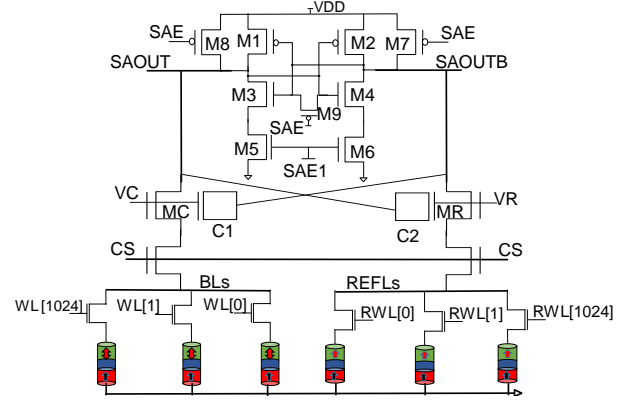 VDD
SAE M8 M1 M2 M7 SAE
SAOUT SAOUTB
M3 M4
M9
SAE
M5 M6
SAE1
VC MC MR VR
C1 C2
CS CS
BLs REFLs
WL[1024] WL[1] WL[0] RWL[0] RWL[1] RWL[1024]